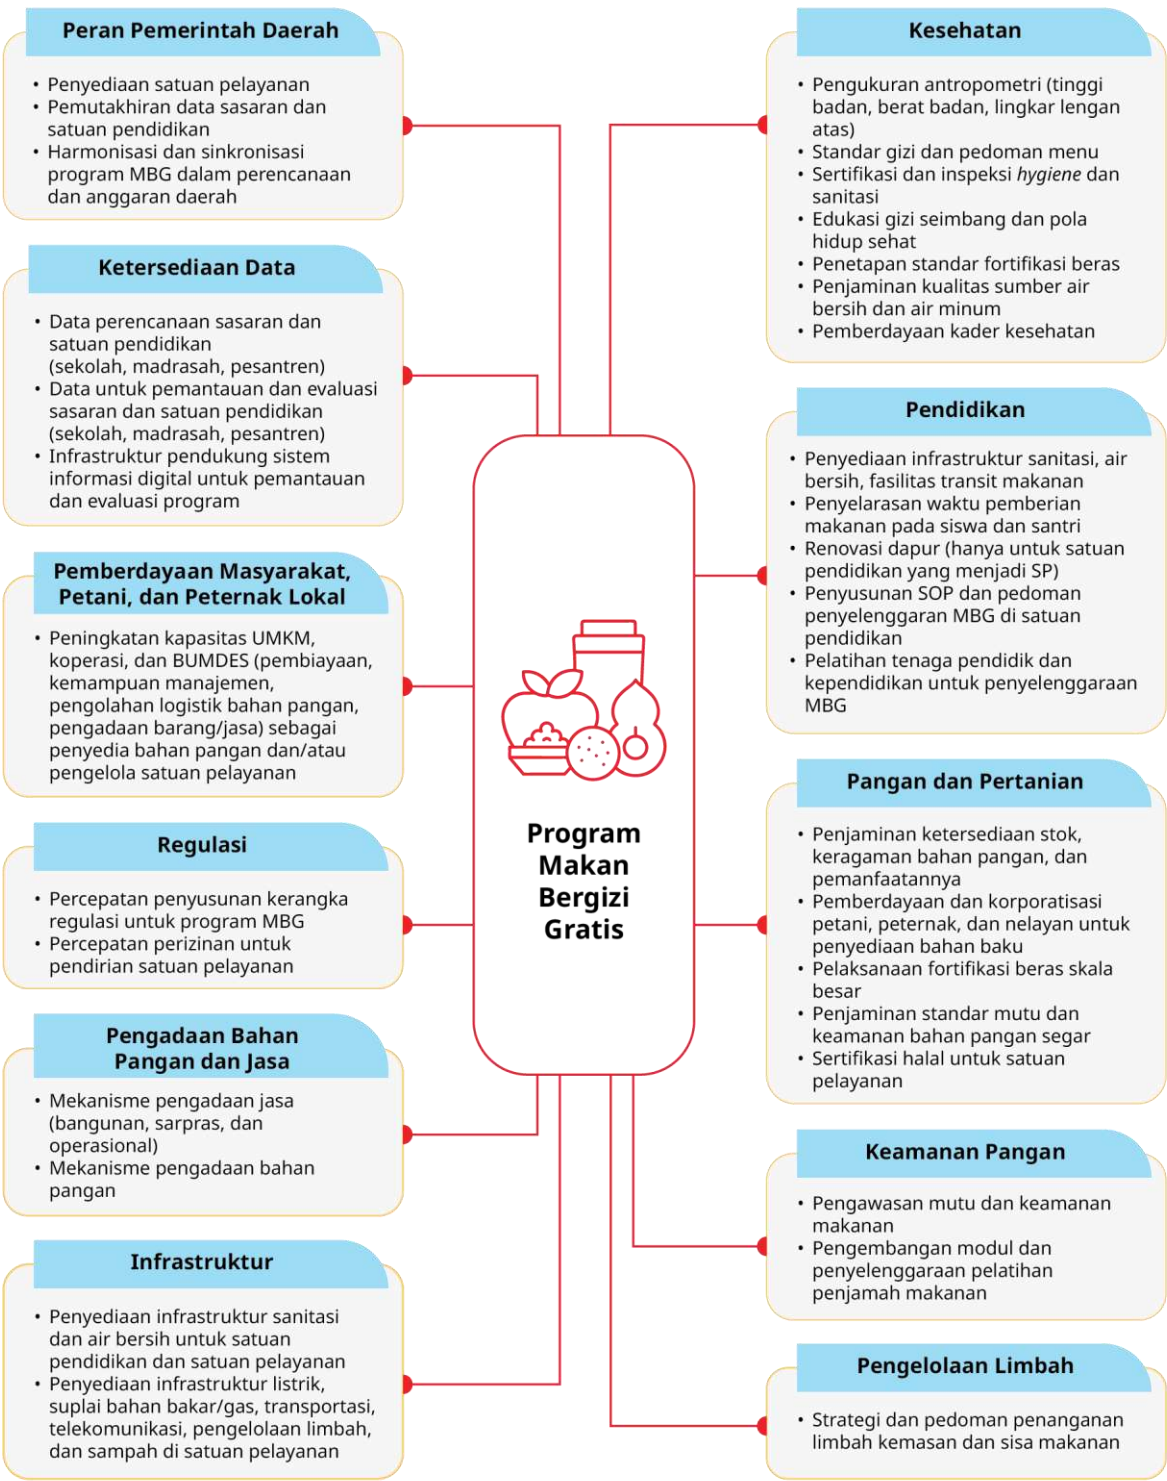 Peran Pemerintah Daerah
• Penyediaan satuan pelayanan
• Pemutakhiran data sasaran dan
satuan pendidikan
• Harmonisasi dan sinkronisasi
program MBG dalam perencanaan
dan anggaran daerah
Ketersediaan Data
• Data perencanaan sasaran dan
satuan pendidikan
(sekolah, madrasah, pesantren)
• Data untuk pemantauan dan evaluasi
sasaran dan satuan pendidikan
(sekolah, madrasah, pesantren)
• Infrastruktur pendukung sistem
informasi digital untuk pemantauan
dan evaluasi program
Pemberdayaan Masyarakat,
Petani, dan Peternak Lokal
• Peningkatan kapasitas UMKM,
koperasi, dan BUMDES (pembiayaan,
kemampuan manajemen,
pengolahan logistik bahan pangan,
pengadaan barang/jasa) sebagai
penyedia bahan pangan dan/atau
pengelola satuan pelayanan
Regulasi
• Percepatan penyusunan kerangka
regulasi untuk program MBG
• Percepatan perizinan untuk
pendirian satuan pelayanan
Pengadaan Bahan
Pangan dan Jasa
• Mekanisme pengadaan jasa
(bangunan, sarpras, dan
operasional)
• Mekanisme pengadaan bahan
pangan
Infrastruktur
• Penyediaan infrastruktur sanitasi
dan air bersih untuk satuan
pendidikan dan satuan pelayanan
• Penyediaan infrastruktur listrik,
suplai bahan bakar/gas, transportasi,
telekomunikasi, pengelolaan limbah,
dan sampah di satuan pelayanan
Program
Makan
Bergizi
Gratis
Kesehatan
• Pengukuran antropometri (tinggi
badan, berat badan, lingkar lengan
atas)
• Standar gizi dan pedoman menu
• Sertifikasi dan inspeksi hygiene dan
sanitasi
• Edukasi gizi seimbang dan pola
hidup sehat
• Penetapan standar fortifikasi beras
• Penjaminan kualitas sumber air
bersih dan air minum
• Pemberdayaan kader kesehatan
Pendidikan
• Penyediaan infrastruktur sanitasi, air
bersih, fasilitas transit makanan
• Penyelarasan waktu pemberian
makanan pada siswa dan santri
• Renovasi dapur (hanya untuk satuan
pendidikan yang menjadi SP)
• Penyusunan SOP dan pedoman
penyelenggaran MBG di satuan
pendidikan
• Pelatihan tenaga pendidik dan
kependidikan untuk penyelenggaraan
MBG
Pangan dan Pertanian
• Penjaminan ketersediaan stok,
keragaman bahan pangan, dan
pemanfaatannya
• Pemberdayaan dan korporatisasi
petani, peternak, dan nelayan untuk
penyediaan bahan baku
• Pelaksanaan fortifikasi beras skala
besar
• Penjaminan standar mutu dan
keamanan bahan pangan segar
• Sertifikasi halal untuk satuan
pelayanan
Keamanan Pangan
• Pengawasan mutu dan keamanan
makanan
• Pengembangan modul dan
penyelenggaraan pelatihan
penjamah makanan
Pengelolaan Limbah
• Strategi dan pedoman penanganan
limbah kemasan dan sisa makanan